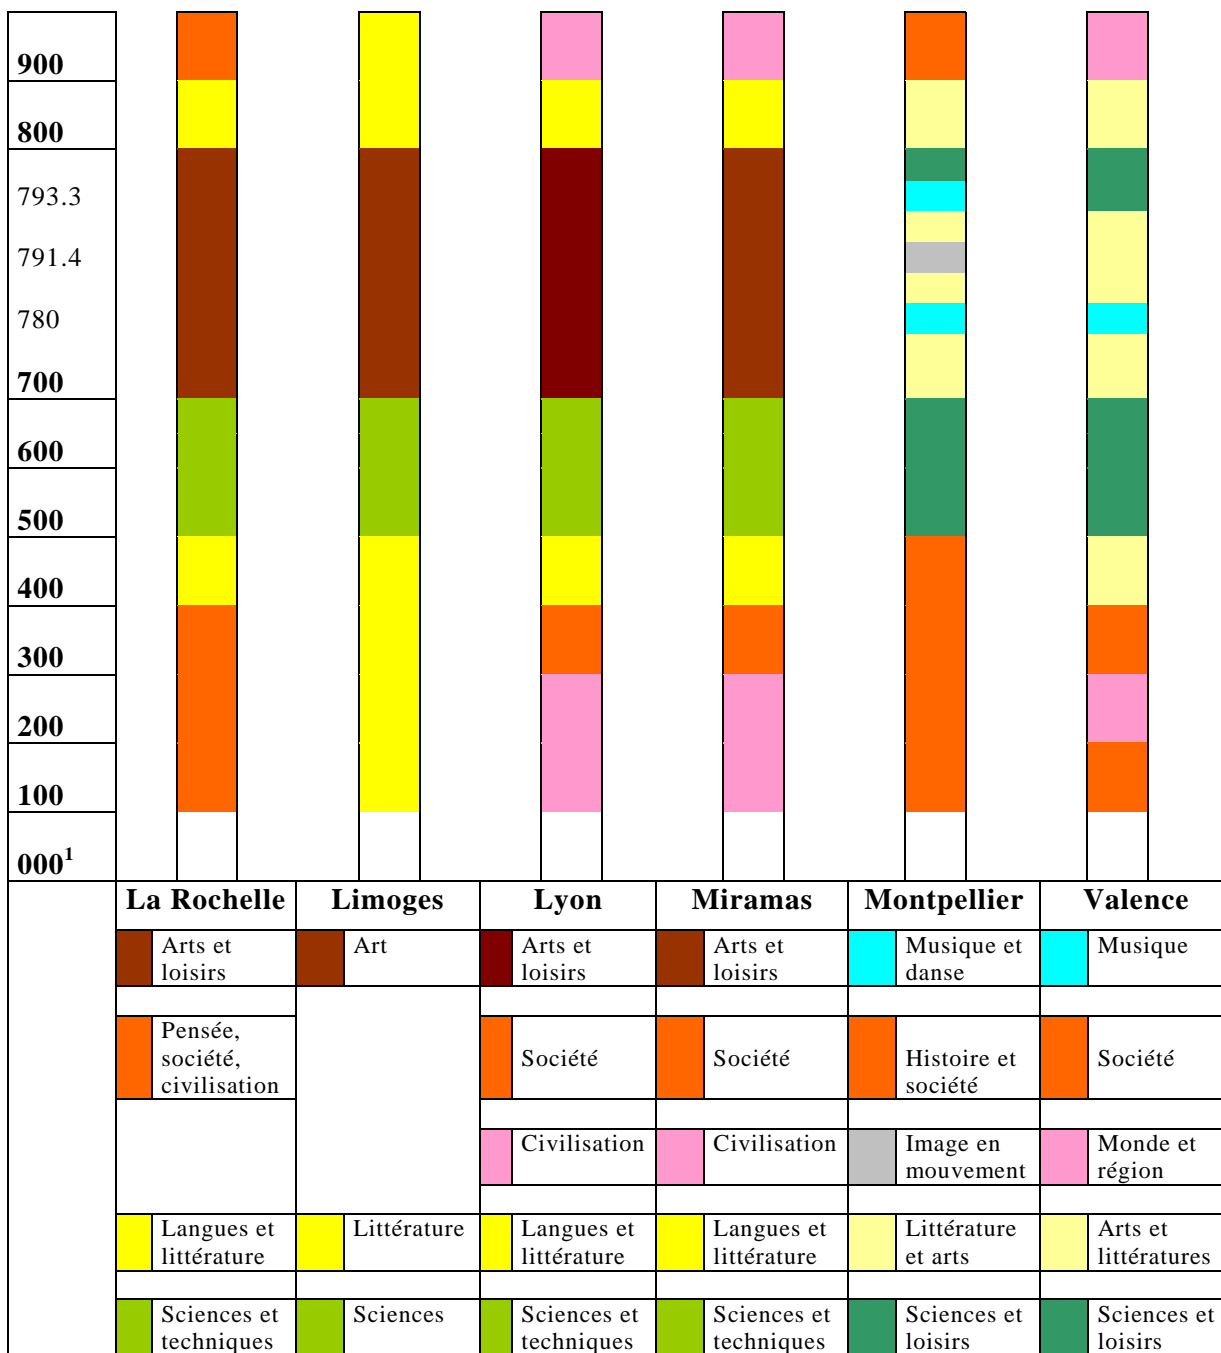 900
800
793.3
791.4
780
700
600
500
400
300
200
100
000¹
La Rochelle Limoges Lyon Miramas Montpellier Valence
Arts et loisirs
Art
Arts et loisirs
Arts et loisirs
Musique et danse
Musique
Pensée, société, civilisation
Société
Société
Histoire et société
Société
Civilisation
Civilisation
Image en mouvement
Monde et région
Langues et littérature
Littérature
Langues et littérature
Langues et littérature
Littérature et arts
Arts et littératures
Sciences et techniques
Sciences
Sciences et techniques
Sciences et techniques
Sciences et loisirs
Sciences et loisirs